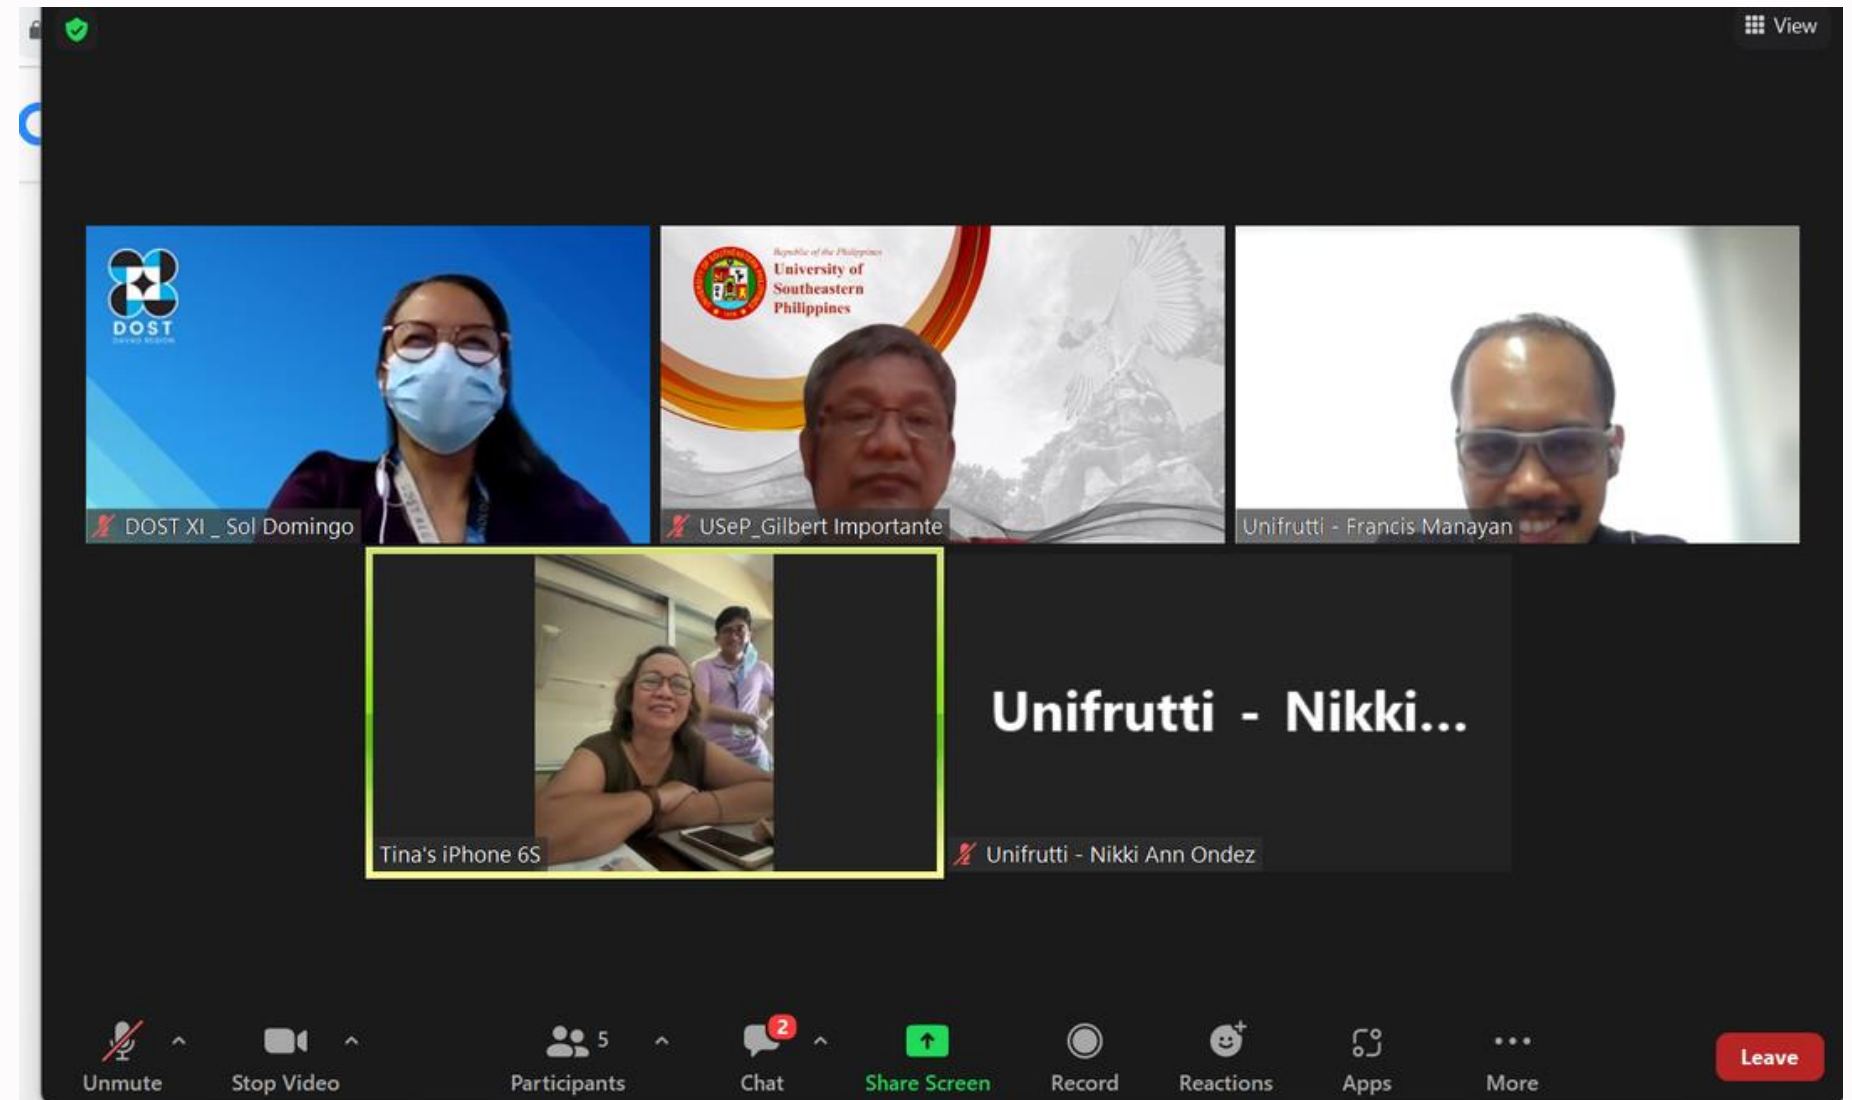 View
DOST
DAVAO REGION
Republic of the Philippines
University of
Southeastern
Philippines
DOST XI _ Sol Domingo
USeP_Gilbert Importante
Unifrutti - Francis Manayan
Unifrutti - Nikki...
Tina's iPhone 6S
Unifrutti - Nikki Ann Ondez
Unmute
Stop Video
5
Participants
2
Chat
Share Screen
Record
Reactions
Apps
More
Leave